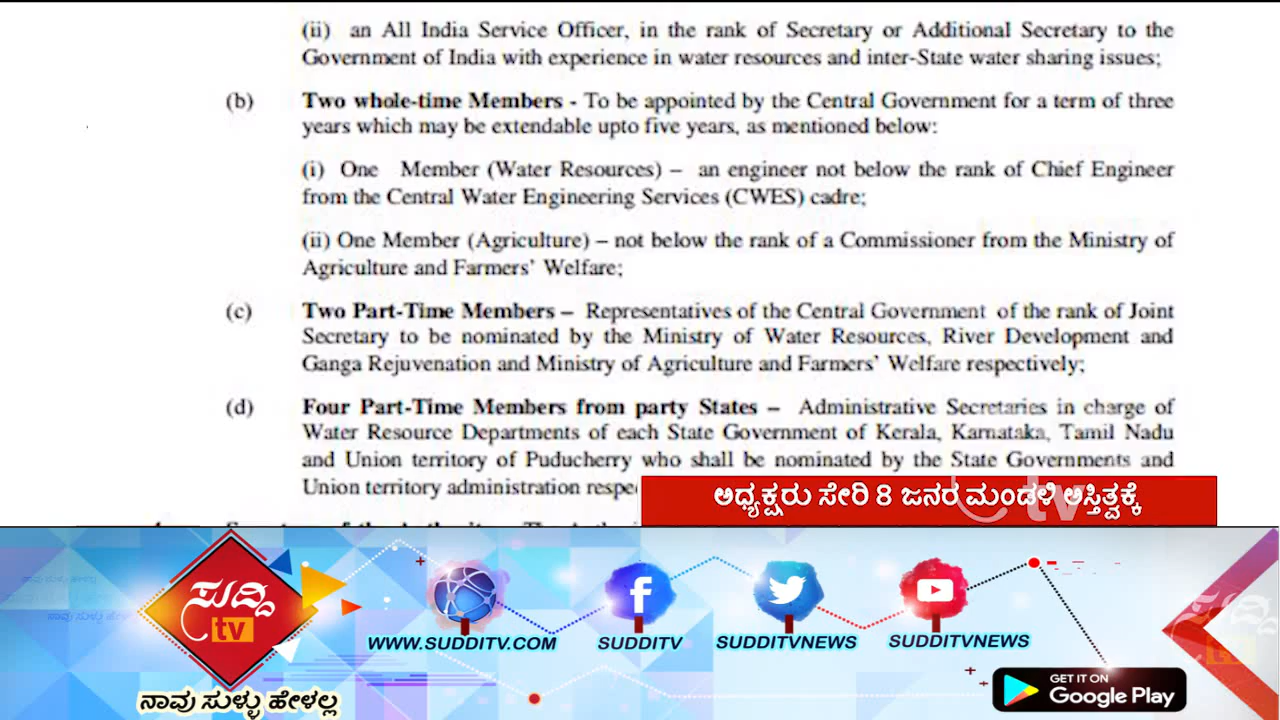 (ii) an All India Service Officer, in the rank of Secretary or Additional Secretary to the
Government of India with experience in water resources and inter-State water sharing issues;
(b) Two whole-time Members - To be appointed by the Central Government for a term of three
years which may be extendable upto five years, as mentioned below:
(i) One Member (Water Resources) – an engineer not below the rank of Chief Engineer
from the Central Water Engineering Services (CWES) cadre;
(ii) One Member (Agriculture) – not below the rank of a Commissioner from the Ministry of
Agriculture and Farmers' Welfare;
(c) Two Part-Time Members – Representatives of the Central Government of the rank of Joint
Secretary to be nominated by the Ministry of Water Resources, River Development and
Ganga Rejuvenation and Ministry of Agriculture and Farmers' Welfare respectively;
(d) Four Part-Time Members from party States – Administrative Secretaries in charge of
Water Resource Departments of each State Government of Kerala, Karnataka, Tamil Nadu
and Union territory of Puducherry who shall be nominated by the State Governments and
Union territory administration
ಅಧ್ಯಕ್ಷರು ಸೇರಿ 8 ಜನರ ಮಂಡಳಿ ಅಸ್ತಿತ್ವಕ್ಕೆ
tv
ಸುದ್ದಿ
tv
ನಾವು ಸುಳ್ಳು ಹೇಳಲ್ಲ
WWW.SUDDITV.COM
SUDDITV
SUDDITVNEWS
SUDDITVNEWS
GET IT ON
Google Play